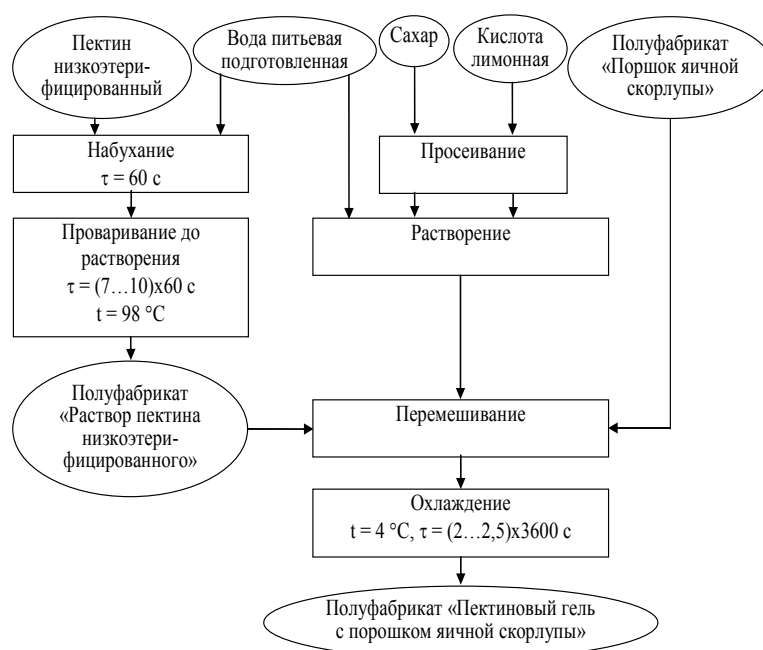 Пектин
низкоэтери-
фицированный
Вода питьевая
подготовленная
Сахар
Кислота
лимонная
Полуфабрикат
«Поршок яичной
скорлупы»
Набухание
τ = 60 с
Просеивание
Проваривание до
растворения
τ = (7…10)x60 с
t = 98 °C
Растворение
Полуфабрикат
«Раствор пектина
низкоэтери-
фицированного»
Перемешивание
Охлаждение
t = 4 °C, τ = (2…2,5)x3600 с
Полуфабрикат «Пектиновый гель
с порошком яичной скорлупы»